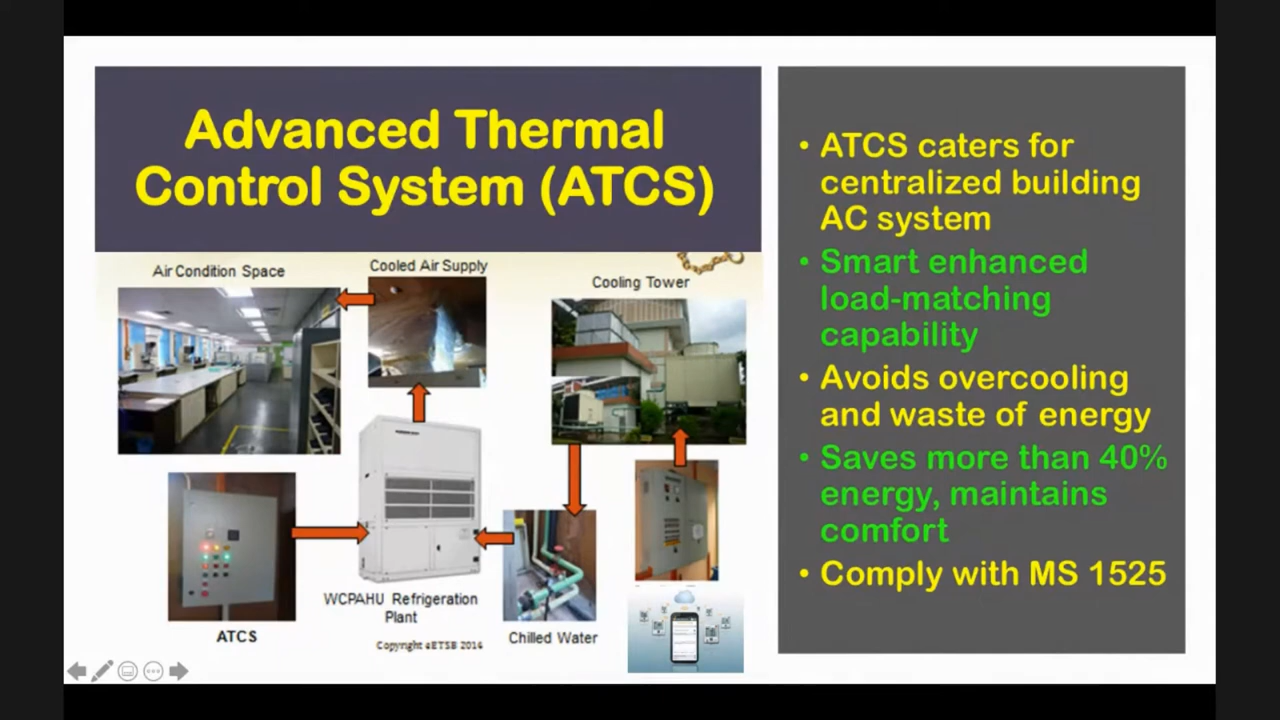 Advanced Thermal
Control System (ATCS)
Air Condition Space
Cooled Air Supply
Cooling Tower
WCPAHU Refrigeration
Plant
ATCS
Chilled Water
Copyright eETSB 2014
• ATCS caters for
centralized building
AC system
• Smart enhanced
load-matching
capability
• Avoids overcooling
and waste of energy
• Saves more than 40%
energy, maintains
comfort
• Comply with MS 1525